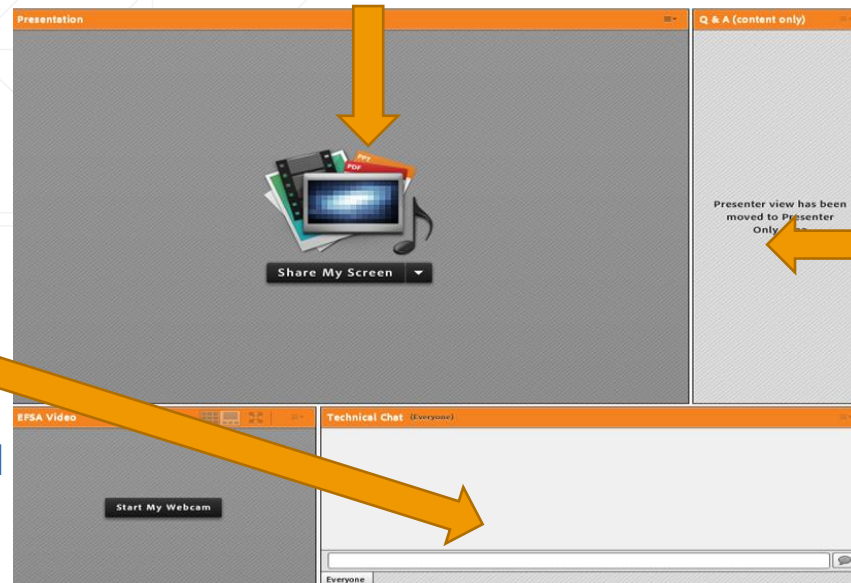 Presentation
Q & A (content only)
PPT
PDF
Share My Screen
Presenter view has been
moved to Presenter
Only
EFSA Video
Technical Chat (Everyone)
Start My Webcam
Everyone